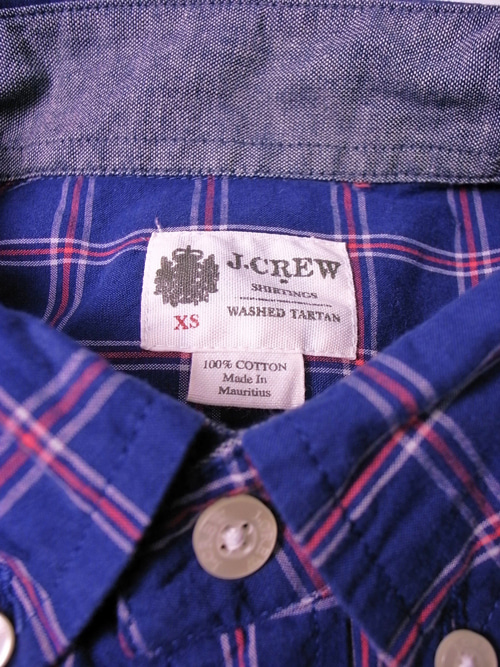 J.CREW
SHIRTINGS
XS
WASHED TARTAN
100% COTTON
Made In
Mauritius